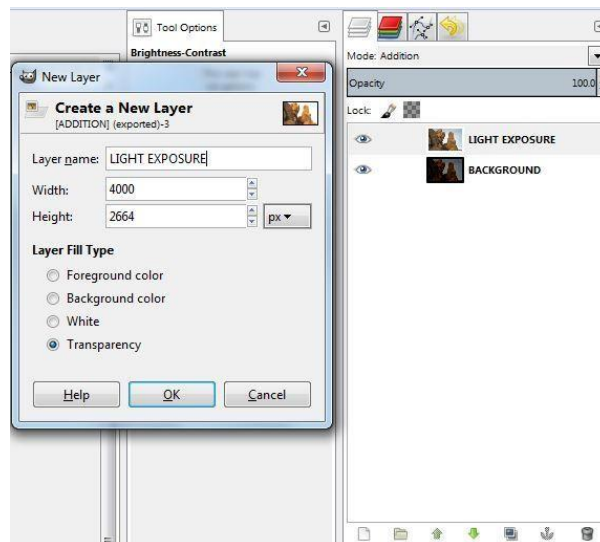 Tool Options
Brightness-Contrast
New Layer
Create a New Layer
[ADDITION] (exported)-3
Layer name: LIGHT EXPOSURE
Width: 4000
Height: 2664
px
Layer Fill Type
Foreground color
Background color
White
Transparency
Help OK Cancel
Mode: Addition
Opacity 100.0
Lock:
LIGHT EXPOSURE
BACKGROUND